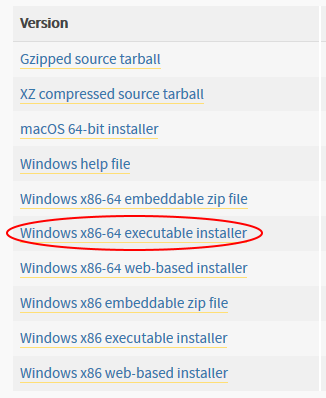 Version
Gzipped source tarball
XZ compressed source tarball
macOS 64-bit installer
Windows help file
Windows x86-64 embeddable zip file
Windows x86-64 executable installer
Windows x86-64 web-based installer
Windows x86 embeddable zip file
Windows x86 executable installer
Windows x86 web-based installer